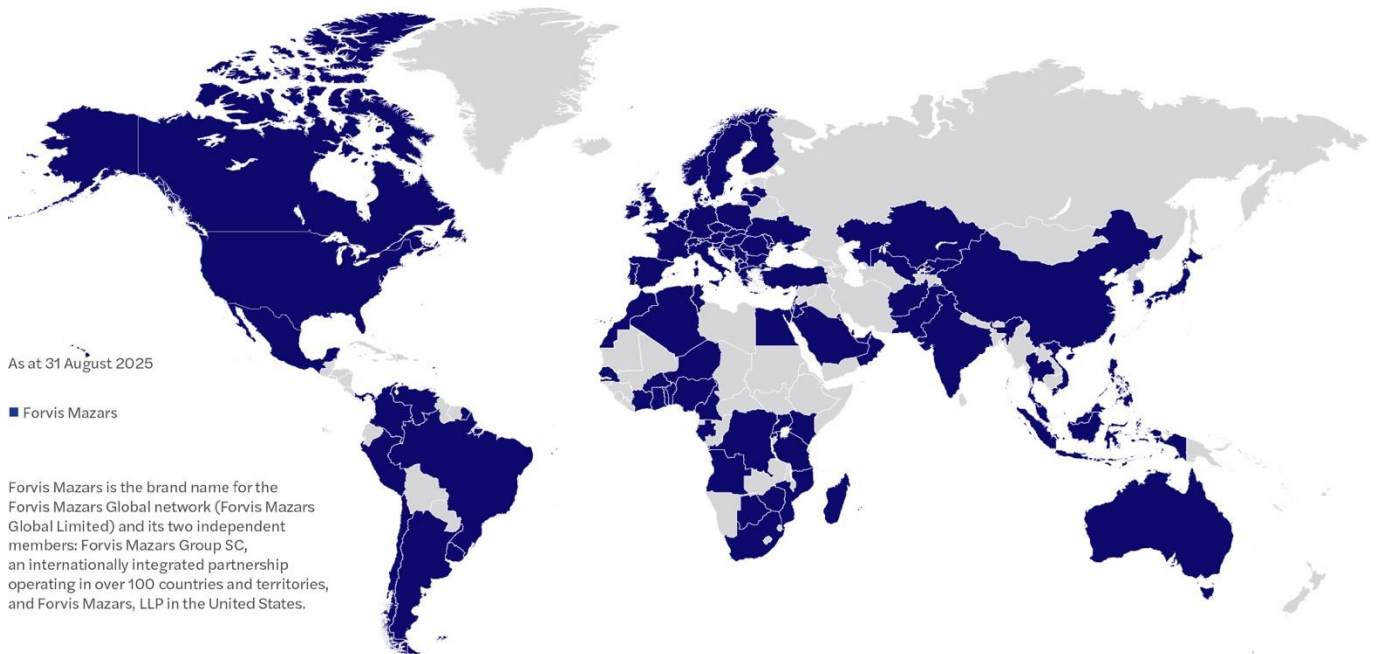 As at 31 August 2025
Forvis Mazars
Forvis Mazars is the brand name for the
Forvis Mazars Global network (Forvis Mazars
Global Limited) and its two independent
members: Forvis Mazars Group SC,
an internationally integrated partnership
operating in over 100 countries and territories,
and Forvis Mazars, LLP in the United States.